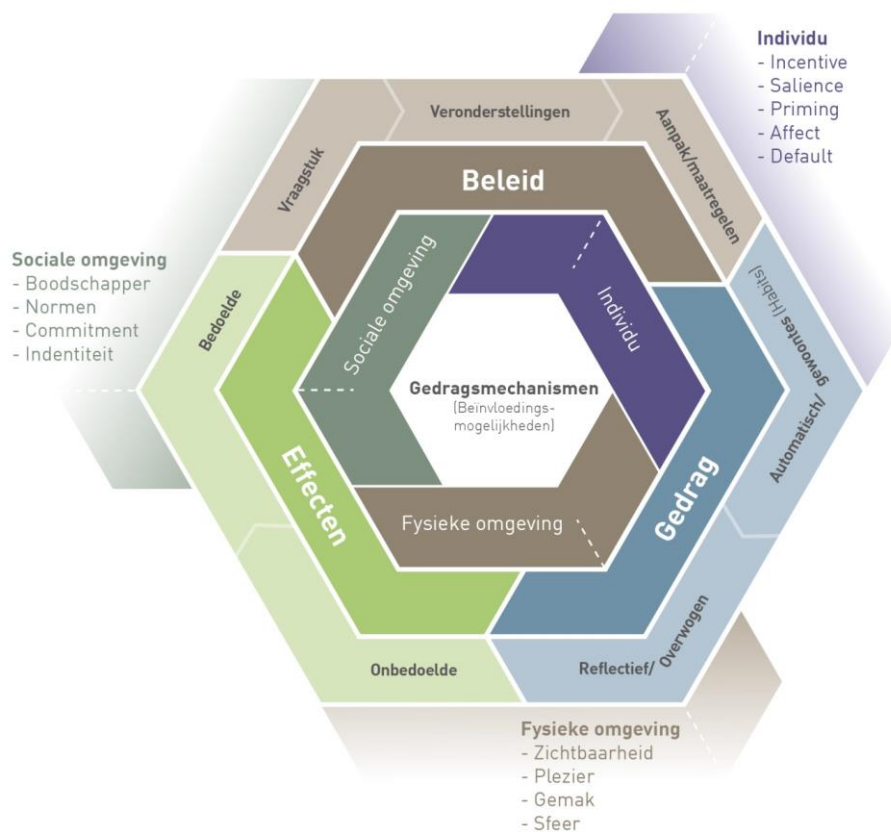 Individu
- Incentive
- Salience
- Priming
- Affect
- Default
Veronderstellingen
Vraagstuk
Aanpak/maatregelen
Beleid
Sociale omgeving
- Boodschapper
- Normen
- Commitment
- Indentiteit
Bedoelde
Sociale omgeving
Individu
Automatisch/ gewoontes (Habits)
Gedragsmechanismen
(Beïnvloedings-
mogelijkheden)
Effecten
Gedrag
Fysieke omgeving
Onbedoelde
Reflectief/ Overwogen
Fysieke omgeving
- Zichtbaarheid
- Plezier
- Gemak
- Sfeer